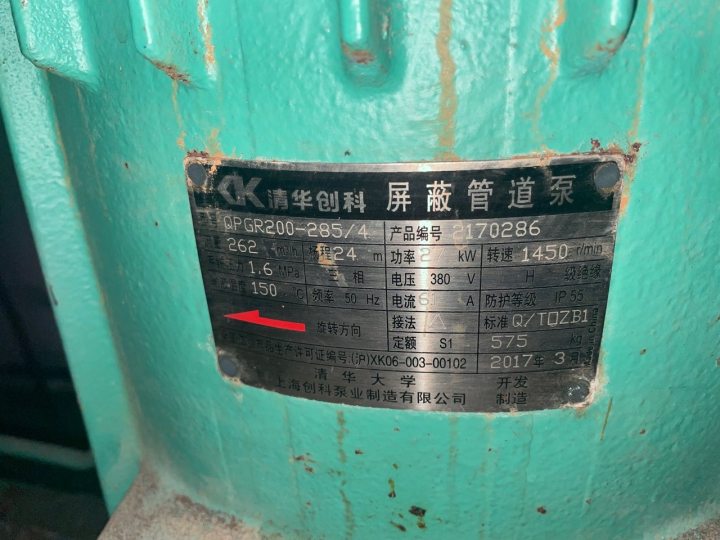 清华创科 屏蔽管道泵
QPGR200-285/4 产品编号 2170286
262 m³/h 扬程 24 m 功率 kW 转速 1450 r/min
1.6 MPa 相 电压 380 V H 级绝缘
150 ℃ 频率 50 Hz 电流 A 防护等级 IP 55
旋转方向 接法 标准 Q/TQZB1
定额 S1 575 kg
生产许可证编号:(沪)XK06-003-00102 2017年 3月
清华大学 开发
上海创科泵业制造有限公司 制造